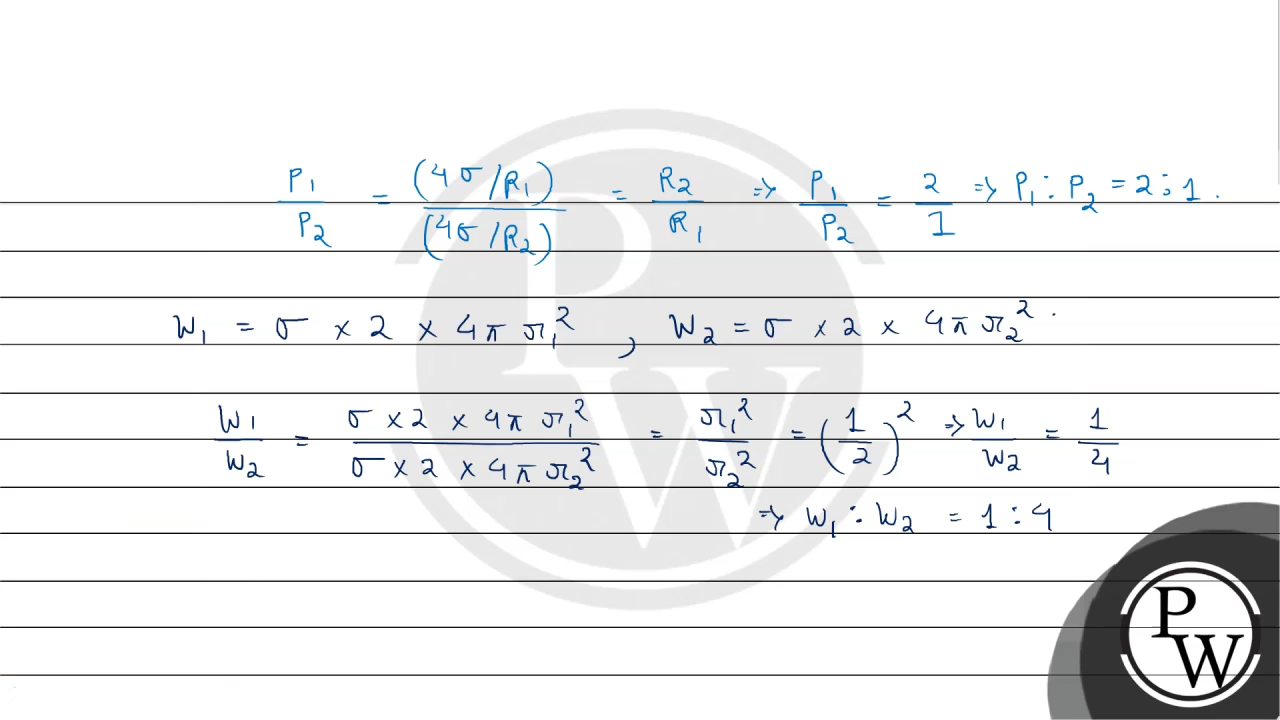 P₁/P₂ = (4σ/R₁)/(4σ/R₂) = R₂/R₁ ⇒ P₁/P₂ = 2/1 ⇒ P₁ : P₂ = 2 : 1.
W₁ = σ × 2 × 4π r₁² , W₂ = σ × 2 × 4π r₂² .
W₁/W₂ = (σ × 2 × 4π r₁²)/(σ × 2 × 4π r₂²) = r₁²/r₂² = (1/2)² ⇒ W₁/W₂ = 1/4
⇒ W₁ : W₂ = 1 : 4
PW
PW